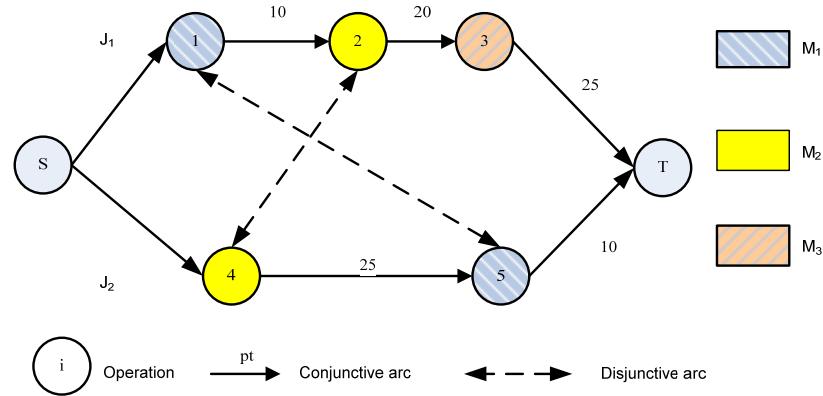 J₁
1
10
2
20
3
25
M₁
S
T
M₂
J₂
4
25
5
10
M₃
i
Operation
pt
Conjunctive arc
Disjunctive arc